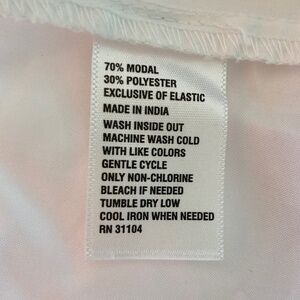 70% MODAL
30% POLYESTER
EXCLUSIVE OF ELASTIC
MADE IN INDIA
WASH INSIDE OUT
MACHINE WASH COLD
WITH LIKE COLORS
GENTLE CYCLE
ONLY NON-CHLORINE
BLEACH IF NEEDED
TUMBLE DRY LOW
COOL IRON WHEN NEEDED
RN 31104